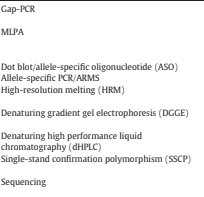 Gap-PCR
MLPA
Dot blot/allele-specific oligonucleotide (ASO)
Allele-specific PCR/ARMS
High-resolution melting (HRM)
Denaturing gradient gel electrophoresis (DGGE)
Denaturing high performance liquid
chromatography (dHPLC)
Single-stand confirmation polymorphism (SSCP)
Sequencing